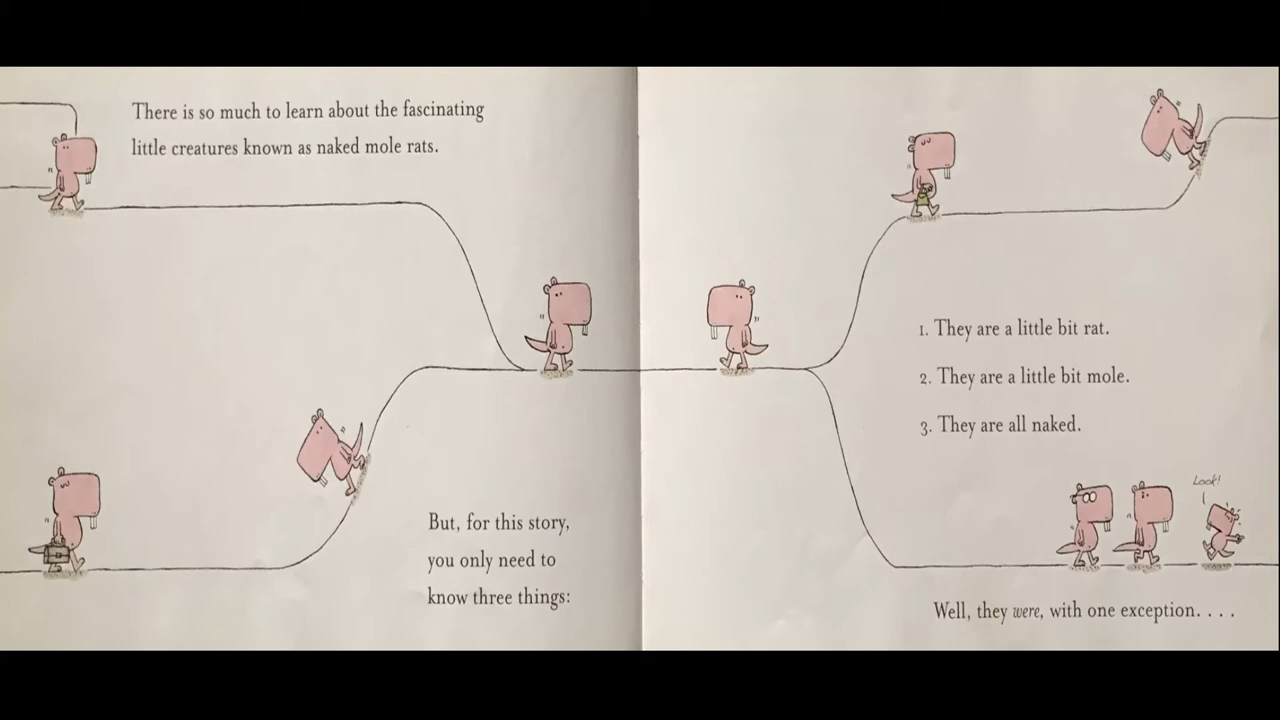 There is so much to learn about the fascinating
little creatures known as naked mole rats.
But, for this story,
you only need to
know three things:
1. They are a little bit rat.
2. They are a little bit mole.
3. They are all naked.
Look!
Well, they were, with one exception. . . .